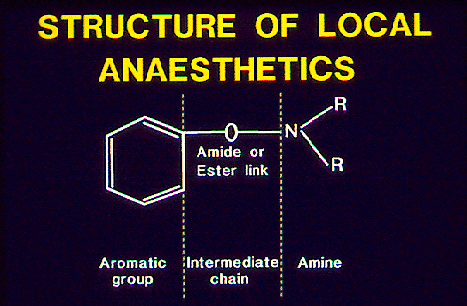 STRUCTURE OF LOCAL
ANAESTHETICS
R
O
N
Amide or
Ester link
R
Aromatic
group
Intermediate
chain
Amine